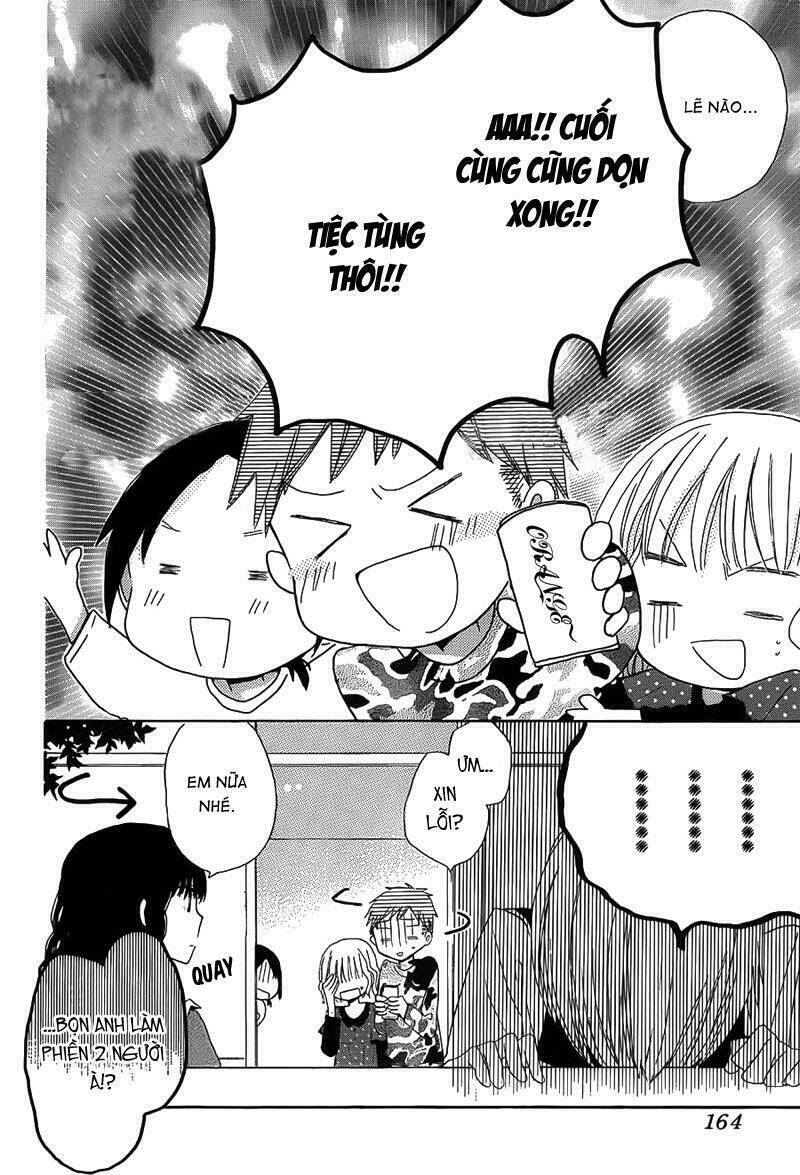 LẼ NÀO...
AAA!! CUỐI
CÙNG CŨNG DỌN
XONG!!
TIỆC TÙNG
THÔI!!
ORANGE
ƯM...
XIN
LỖI?
EM NỮA
NHÉ.
QUAY
...BỌN ANH LÀM
PHIỀN 2 NGƯỜI
À!?
164